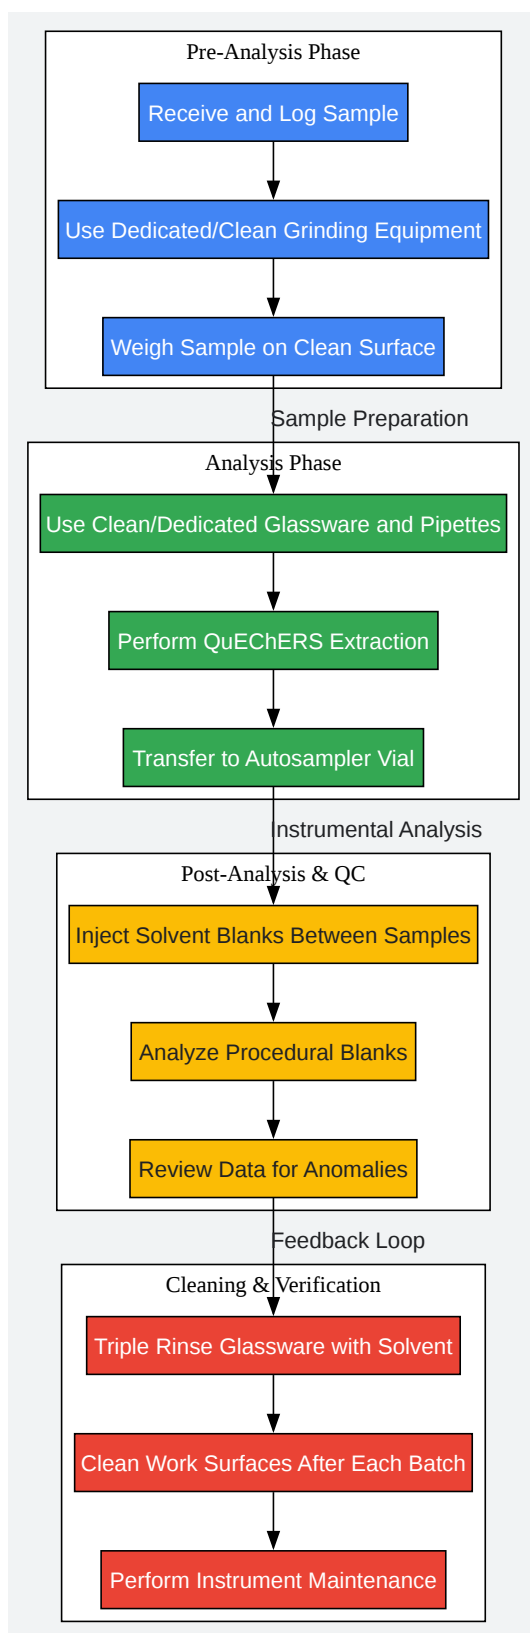 Pre-Analysis Phase
Receive and Log Sample
Use Dedicated/Clean Grinding Equipment
Weigh Sample on Clean Surface
Sample Preparation
Analysis Phase
Use Clean/Dedicated Glassware and Pipettes
Perform QuEChERS Extraction
Transfer to Autosampler Vial
Instrumental Analysis
Post-Analysis & QC
Inject Solvent Blanks Between Samples
Analyze Procedural Blanks
Review Data for Anomalies
Feedback Loop
Cleaning & Verification
Triple Rinse Glassware with Solvent
Clean Work Surfaces After Each Batch
Perform Instrument Maintenance